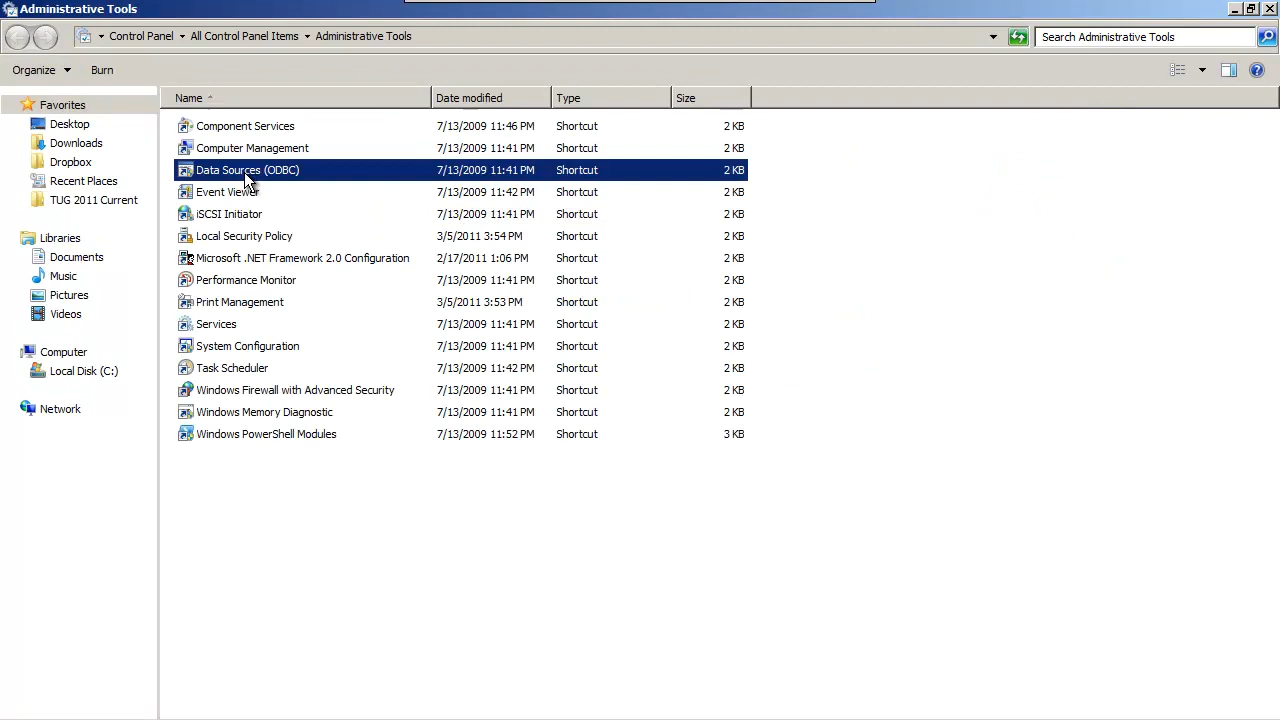 Administrative Tools
Control Panel All Control Panel Items Administrative Tools Search Administrative Tools
Organize Burn
Name Date modified Type Size
Favorites
Desktop
Downloads
Dropbox
Recent Places
TUG 2011 Current
Libraries
Documents
Music
Pictures
Videos
Computer
Local Disk (C:)
Network
Component Services 7/13/2009 11:46 PM Shortcut 2 KB
Computer Management 7/13/2009 11:41 PM Shortcut 2 KB
Data Sources (ODBC) 7/13/2009 11:41 PM Shortcut 2 KB
Event Viewer 7/13/2009 11:42 PM Shortcut 2 KB
iSCSI Initiator 7/13/2009 11:41 PM Shortcut 2 KB
Local Security Policy 3/5/2011 3:54 PM Shortcut 2 KB
Microsoft .NET Framework 2.0 Configuration 2/17/2011 1:06 PM Shortcut 2 KB
Performance Monitor 7/13/2009 11:41 PM Shortcut 2 KB
Print Management 3/5/2011 3:53 PM Shortcut 2 KB
Services 7/13/2009 11:41 PM Shortcut 2 KB
System Configuration 7/13/2009 11:41 PM Shortcut 2 KB
Task Scheduler 7/13/2009 11:42 PM Shortcut 2 KB
Windows Firewall with Advanced Security 7/13/2009 11:41 PM Shortcut 2 KB
Windows Memory Diagnostic 7/13/2009 11:41 PM Shortcut 2 KB
Windows PowerShell Modules 7/13/2009 11:52 PM Shortcut 3 KB